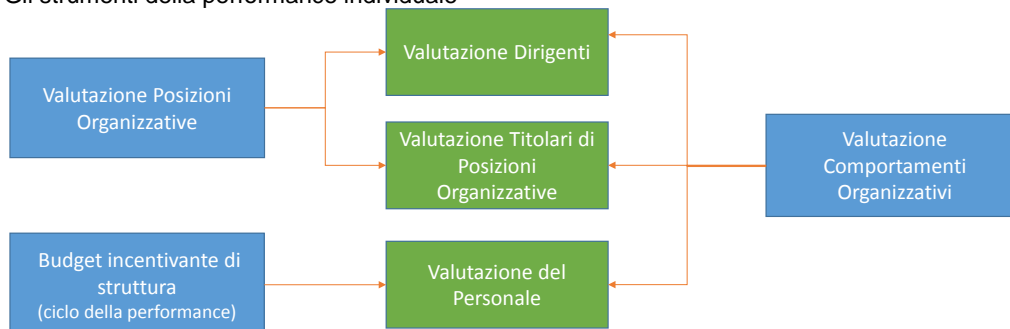 Gli strumenti della performance individuale
Valutazione Dirigenti
Valutazione Posizioni
Organizzative
Valutazione Titolari di
Posizioni
Organizzative
Valutazione
Comportamenti
Organizzativi
Budget incentivante di
struttura
(ciclo della performance)
Valutazione del
Personale